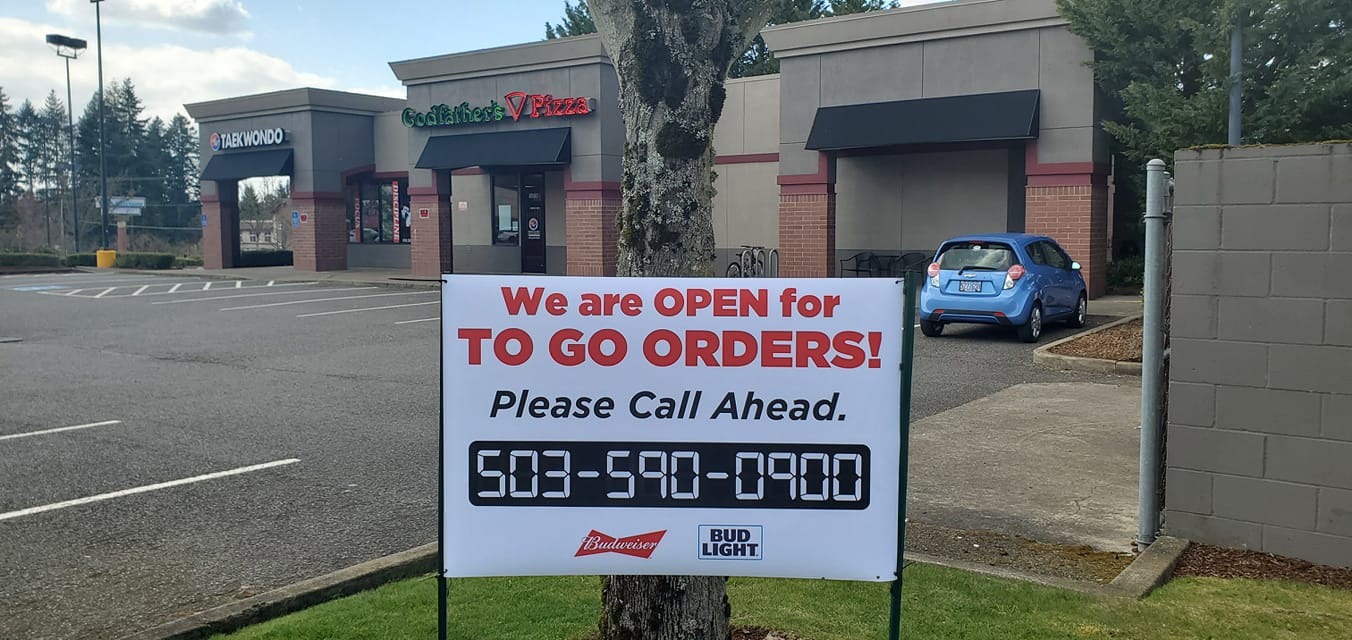 TAEKWONDO
Godfather's Pizza
DISCIPLINE
We are OPEN for
TO GO ORDERS!
Please Call Ahead.
503-590-0900
Budweiser
BUD
LIGHT